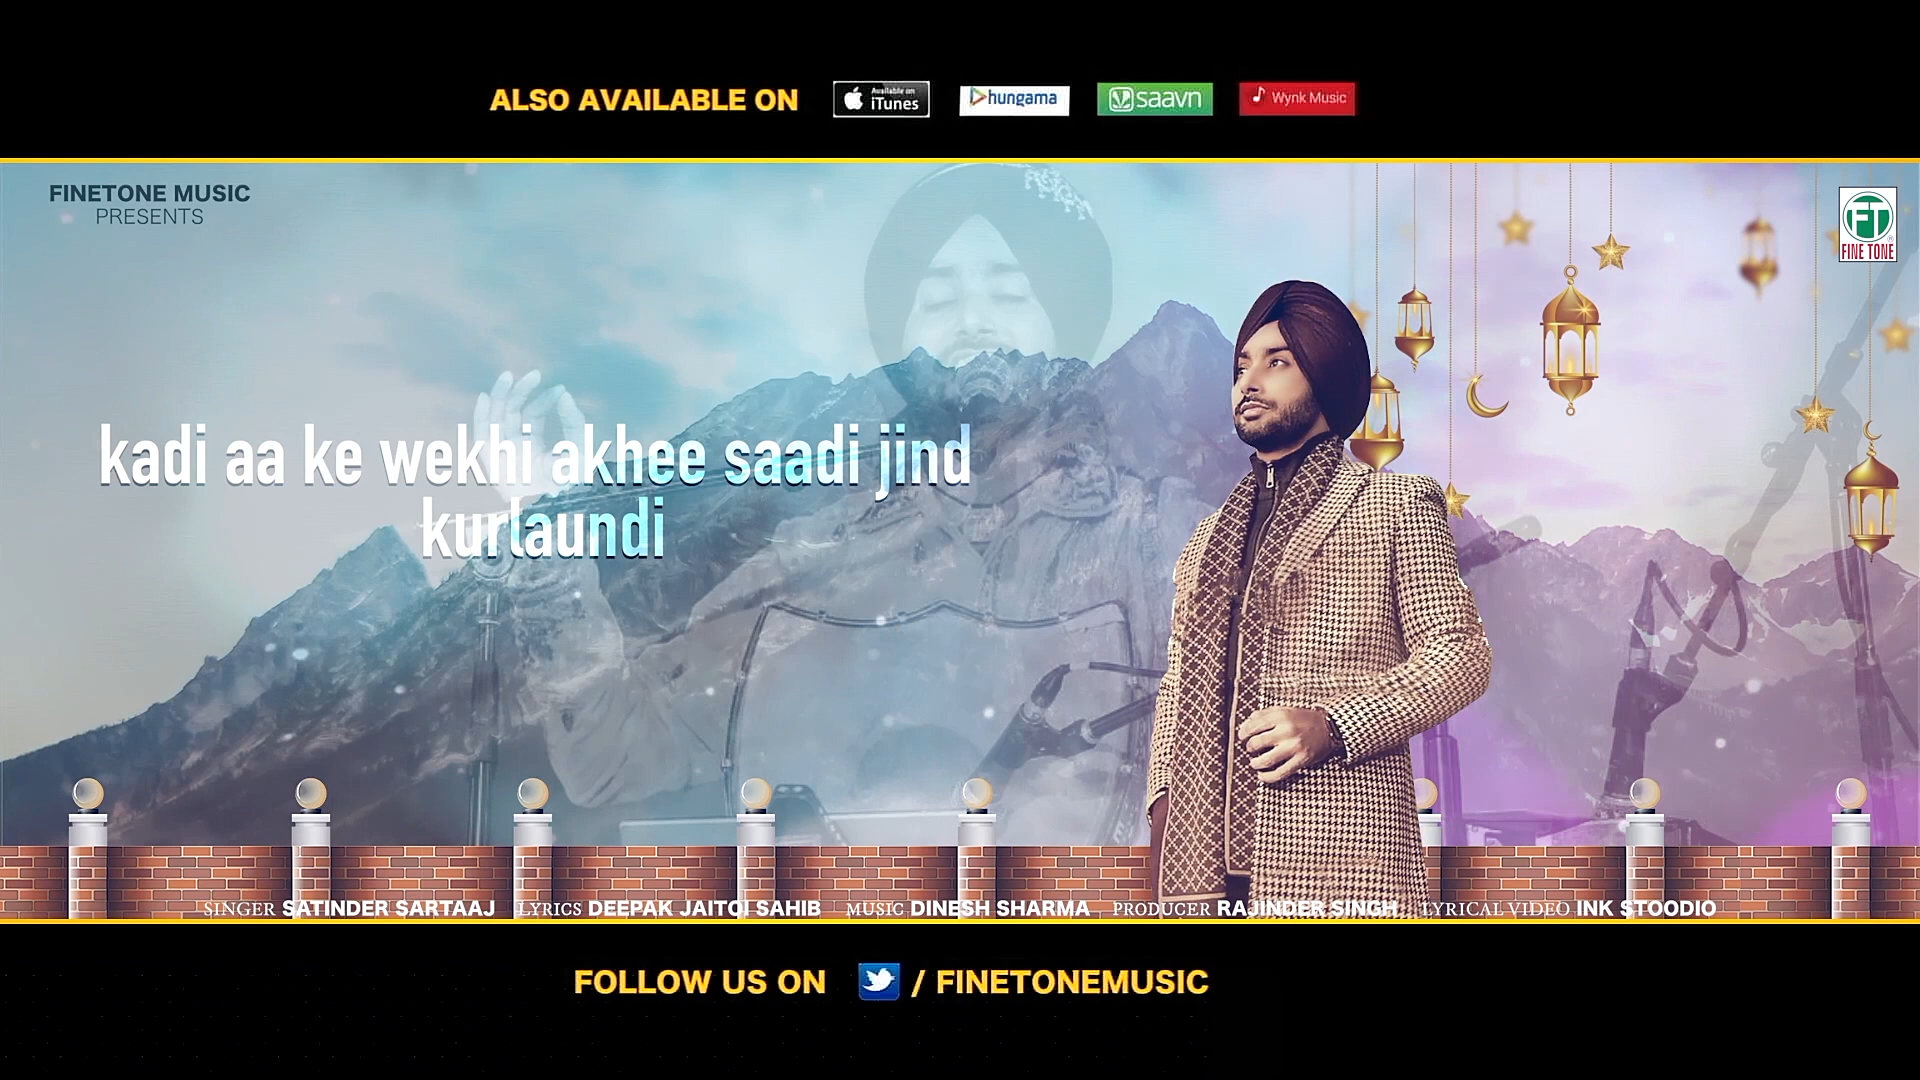 ALSO AVAILABLE ON
Available on
iTunes
hungama
saavn
Wynk Music
FINETONE MUSIC
PRESENTS
FT
FINE TONE
kadi aa ke wekhi akhee saadi jind
kurlaundi
SINGER SATINDER SARTAAJ LYRICS DEEPAK JAITOI SAHIB MUSIC DINESH SHARMA PRODUCER RAJINDER SINGH LYRICAL VIDEO INK STOODIO
FOLLOW US ON / FINETONEMUSIC